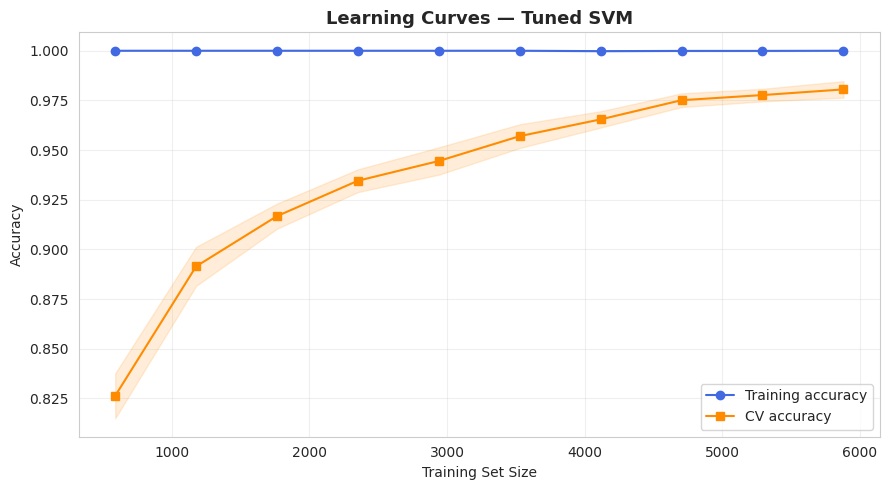 Learning Curves — Tuned SVM
1.000
0.975
0.950
0.925
0.900
0.875
0.850
0.825
Accuracy
1000 2000 3000 4000 5000 6000
Training Set Size
Training accuracy
CV accuracy